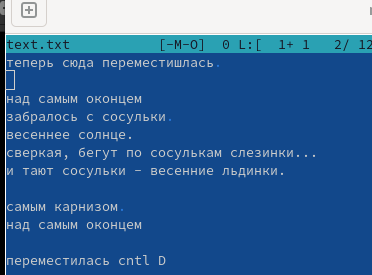 text.txt [-M-O] 0 L:[ 1+ 1 2/ 12
теперь сюда переместишлась.
над самым оконцем
забралось с сосульки.
весеннее солнце.
сверкая, бегут по сосулькам слезинки...
и тают сосульки - весенние льдинки.
самым карнизом.
над самым оконцем
переместилась cntl D